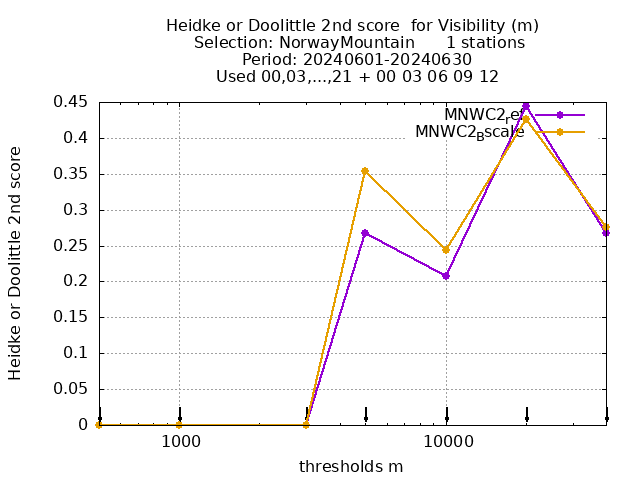 Heidke or Doolittle 2nd score  for Visibility (m)
Selection: NorwayMountain      1 stations
Period: 20240601-20240630
Used 00,03,...,21 + 00 03 06 09 12
Heidke or Doolittle 2nd score
0.45
0.4
0.35
0.3
0.25
0.2
0.15
0.1
0.05
0
MNWC2ref
MNWC2Bscale
1000
10000
thresholds m